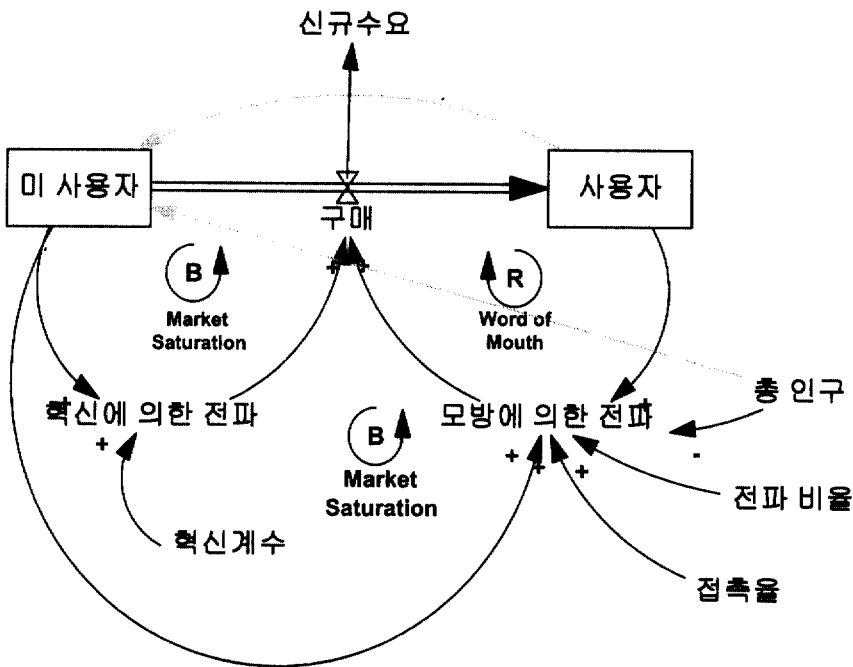 신규수요
미 사용자
사용자
구매
+ +
B
Market
Saturation
R
Word of
Mouth
총 인구
+
혁신에 의한 전파
+
모방에 의한 전파
+
-
B
Market
Saturation
+ + +
전파 비율
혁신계수
접촉율